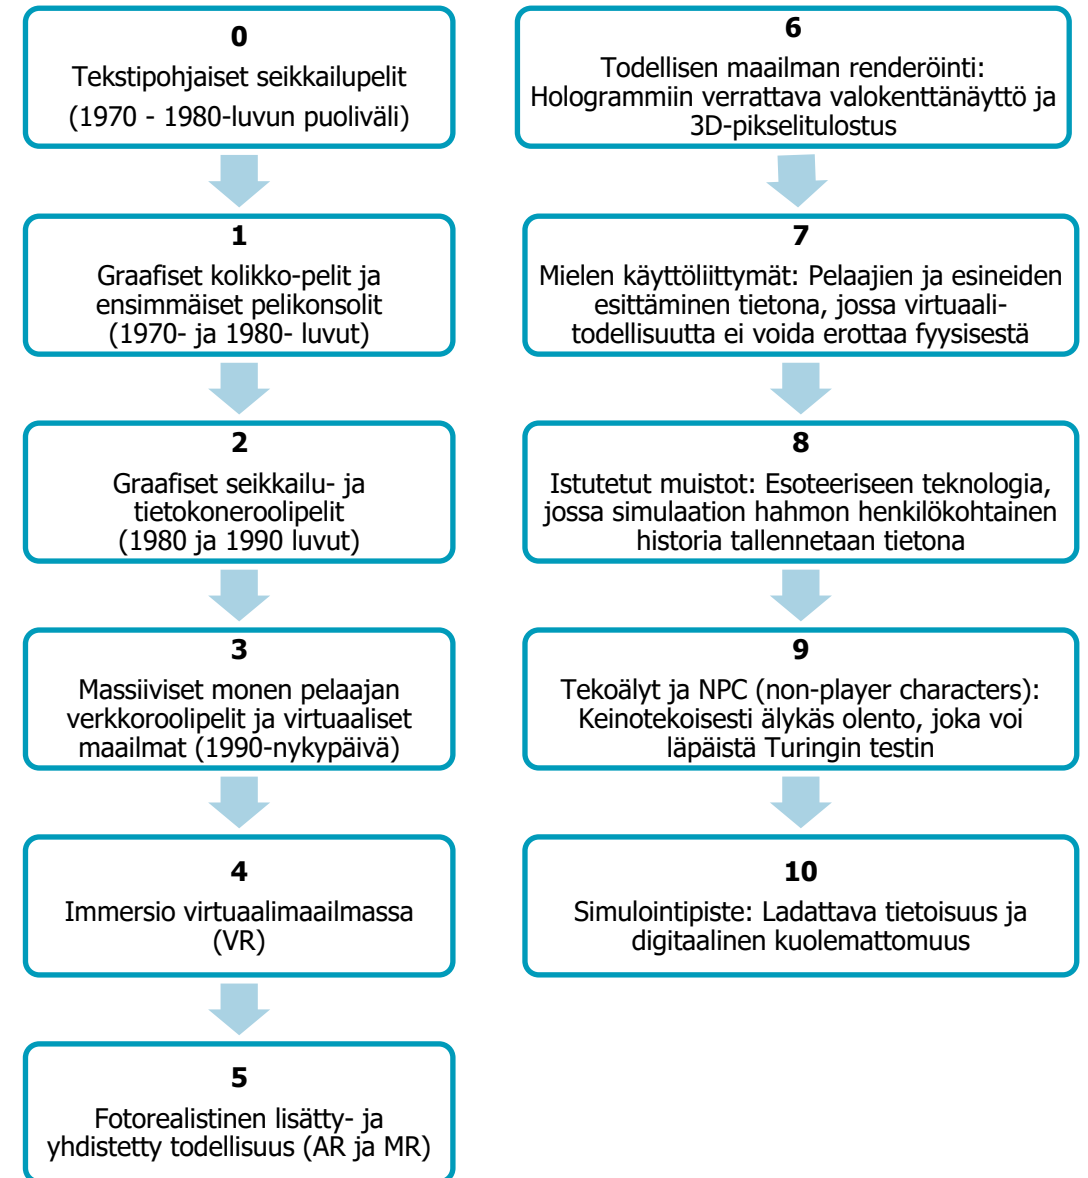 0
Tekstipohjaiset seikkailupelit
(1970 - 1980-luvun puoliväli)
1
Graafiset kolikko-pelit ja
ensimmäiset pelikonsolit
(1970- ja 1980- luvut)
2
Graafiset seikkailu- ja
tietokoneroolipelit
(1980 ja 1990 luvut)
3
Massiiviset monen pelaajan
verkkoroolipelit ja virtuaaliset
maailmat (1990-nykypäivä)
4
Immersio virtuaalimaailmassa
(VR)
5
Fotorealistinen lisätty- ja
yhdistetty todellisuus (AR ja MR)
6
Todellisen maailman renderöinti:
Hologrammiin verrattava valokenttänäyttö ja
3D-pikselitulostus
7
Mielen käyttöliittymät: Pelaajien ja esineiden
esittäminen tietona, jossa virtuaali-
todellisuutta ei voida erottaa fyysisestä
8
Istutetut muistot: Esoteeriseen teknologia,
jossa simulaation hahmon henkilökohtainen
historia tallennetaan tietona
9
Tekoälyt ja NPC (non-player characters):
Keinotekoisesti älykäs olento, joka voi
läpäistä Turingin testin
10
Simulointipiste: Ladattava tietoisuus ja
digitaalinen kuolemattomuus